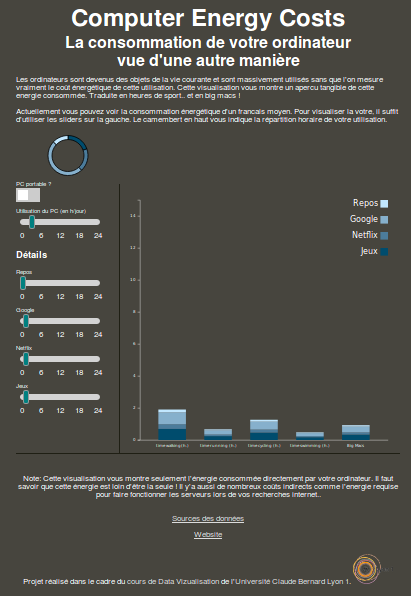 Computer Energy Costs
La consommation de votre ordinateur
vue d'une autre manière
Les ordinateurs sont devenus des objets de la vie courante et sont massivement utilisés sans que l'on mesure
vraiment le coût énergétique de cette utilisation. Cette visualisation vous montre un apercu tangible de cette
energie consommée. Traduite en heures de sport.. et en big macs !
Actuellement vous pouvez voir la consommation énergétique d'un francais moyen. Pour visualiser la votre, il suffit
d'utiliser les sliders sur la gauche. Le camembert en haut vous indique la répartition horaire de votre utilisation.
PC portable ?
Utilisation du PC (en h/jour)
0 6 12 18 24
Détails
Repos
0 6 12 18 24
Google
0 6 12 18 24
Netflix
0 6 12 18 24
Jeux
0 6 12 18 24
14
12
10
8
6
4
2
0
Repos
Google
Netflix
Jeux
timewalking(h.) timerunning (h.) timecycling (h.) timeswimming (h.) Big Macs
Note: Cette visualisation vous montre seulement l'énergie consommée directement par votre ordinateur. Il faut
savoir que cette énergie est loin d'être la seule ! Il y'a aussi de nombreux coûts indirects comme l'energie requise
pour faire fonctionner les serveurs lors de vos recherches internet..
Sources des données
Website
Projet réalisé dans le cadre du cours de Data Vizualisation de l'Université Claude Bernard Lyon 1.